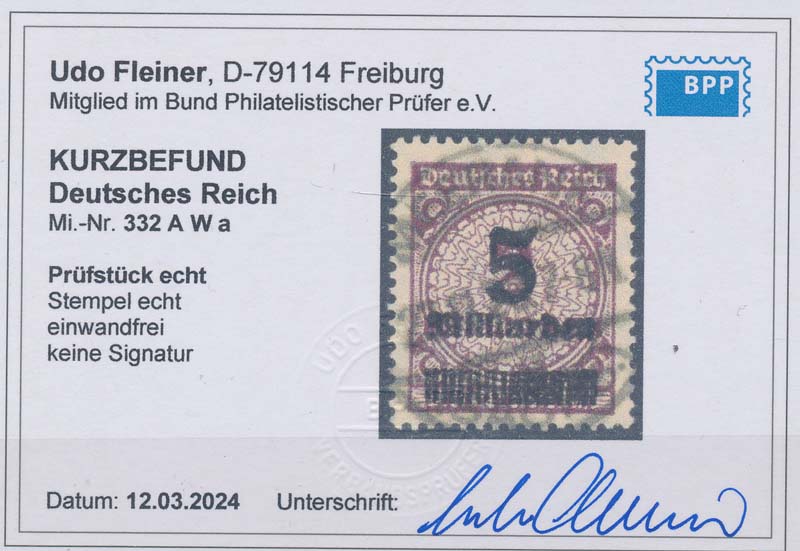 Udo Fleiner, D-79114 Freiburg
Mitglied im Bund Philatelistischer Prüfer e.V.
BPP
KURZBEFUND
Deutsches Reich
Mi.-Nr. 332 A W a
Prüfstück echt
Stempel echt
einwandfrei
keine Signatur
Deutsches Reich
5
Milliarden
UDO
Datum: 12.03.2024 Unterschrift: